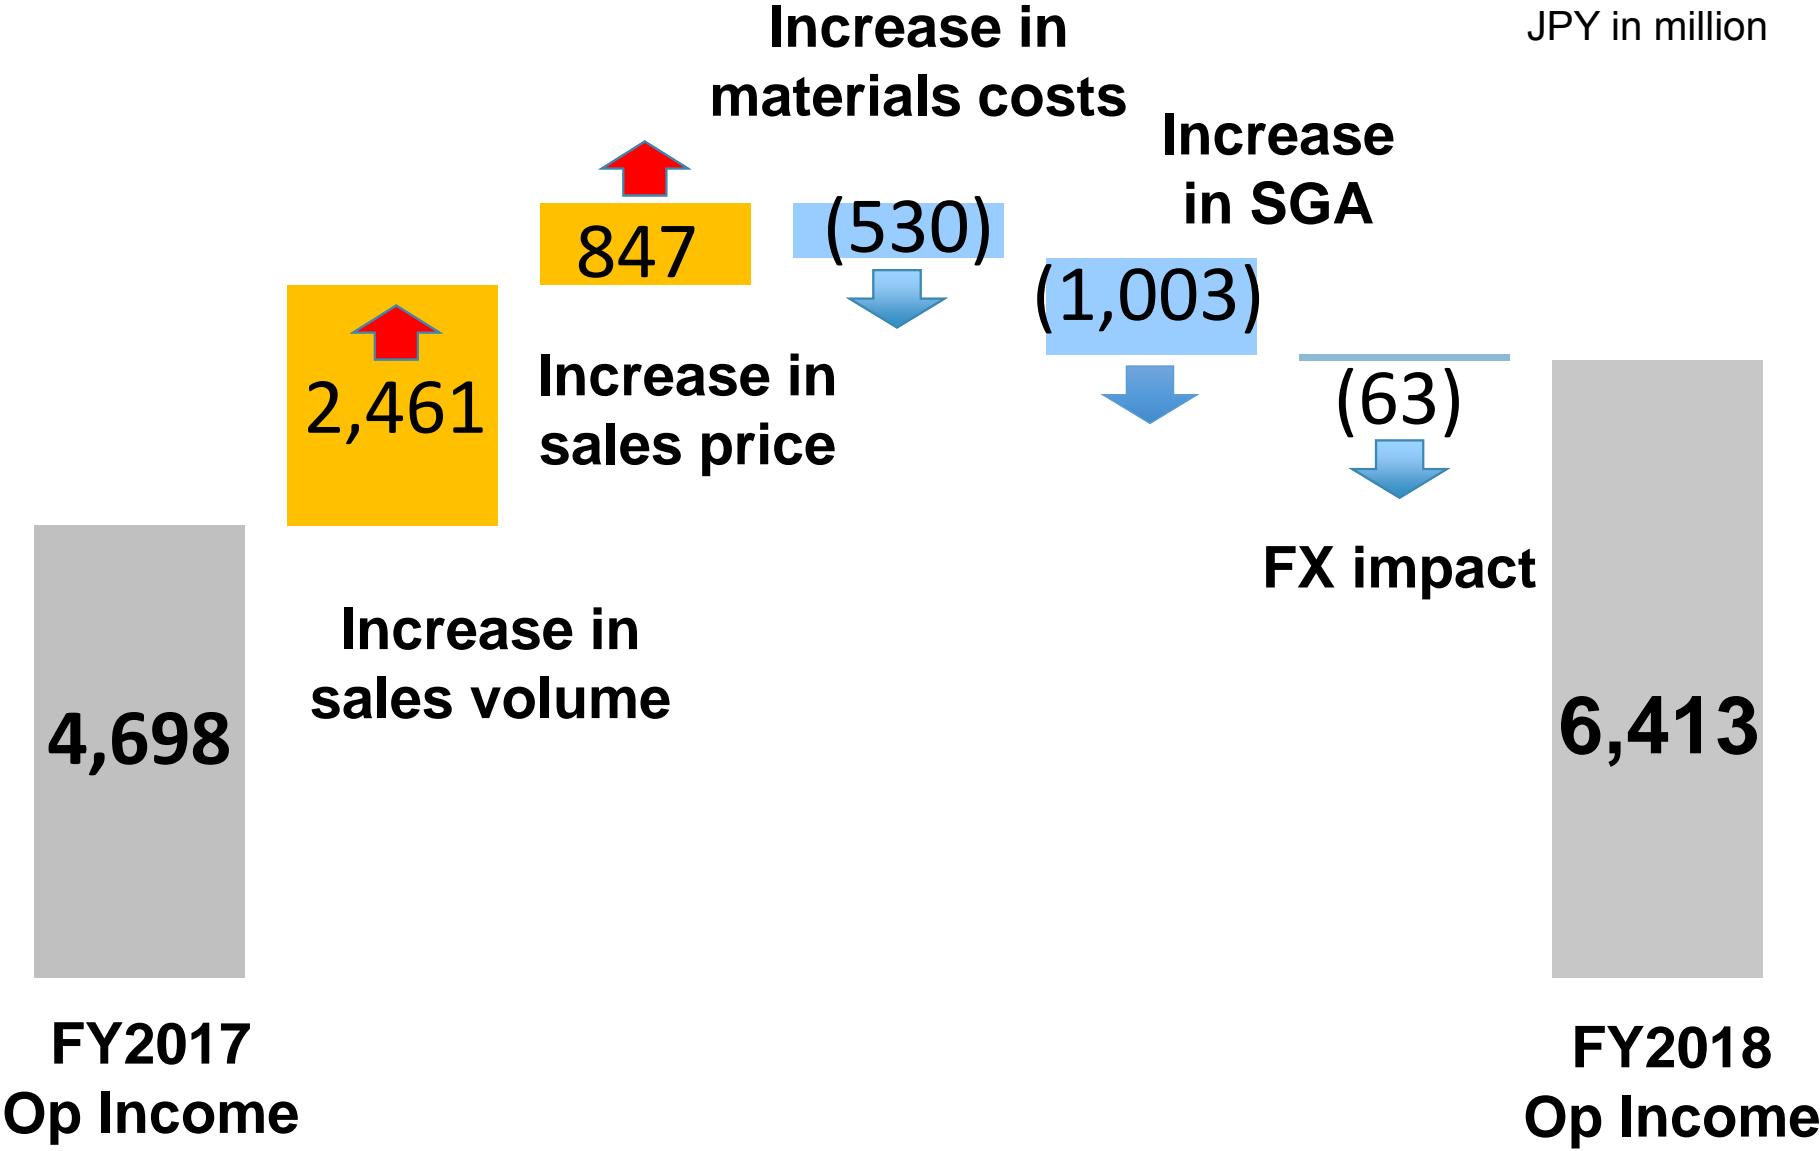 JPY in million
Increase in
materials costs
Increase
in SGA
847
(530)
(1,003)
2,461
Increase in
sales price
(63)
FX impact
Increase in
sales volume
4,698
6,413
FY2017
Op Income
FY2018
Op Income